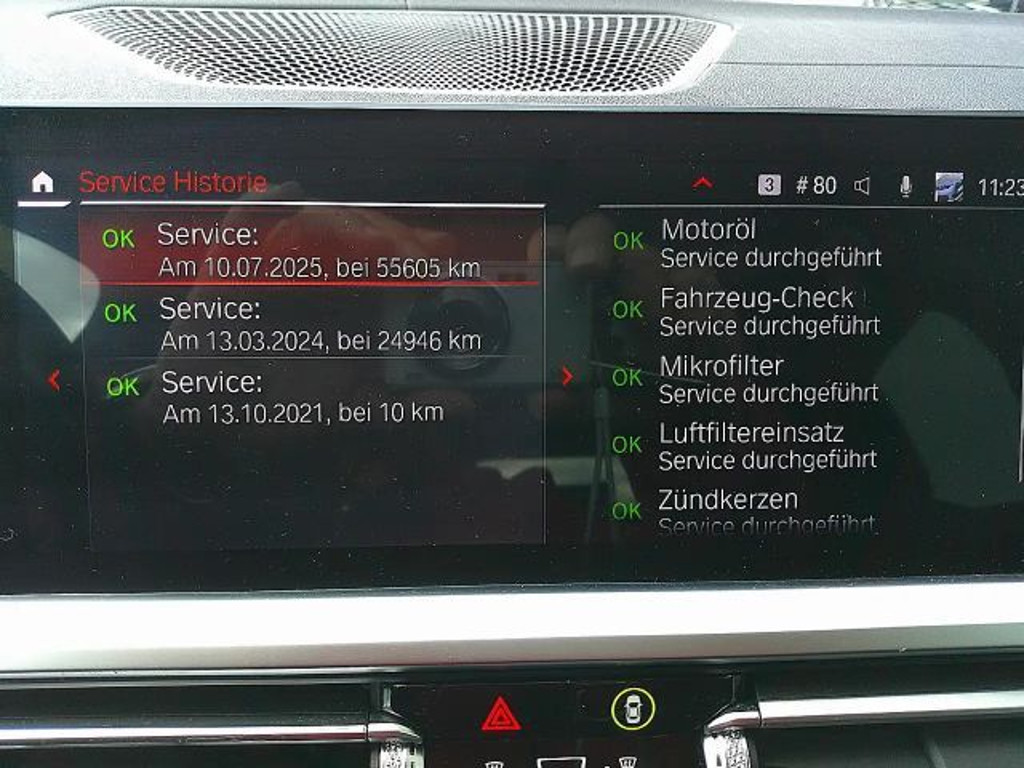 Service Historie
3 #80 11:23
OK Service:
Am 10.07.2025, bei 55605 km
OK Service:
Am 13.03.2024, bei 24946 km
OK Service:
Am 13.10.2021, bei 10 km
OK Motoröl
Service durchgeführt
OK Fahrzeug-Check
Service durchgeführt
OK Mikrofilter
Service durchgeführt
OK Luftfiltereinsatz
Service durchgeführt
OK Zündkerzen
Service durchgeführt